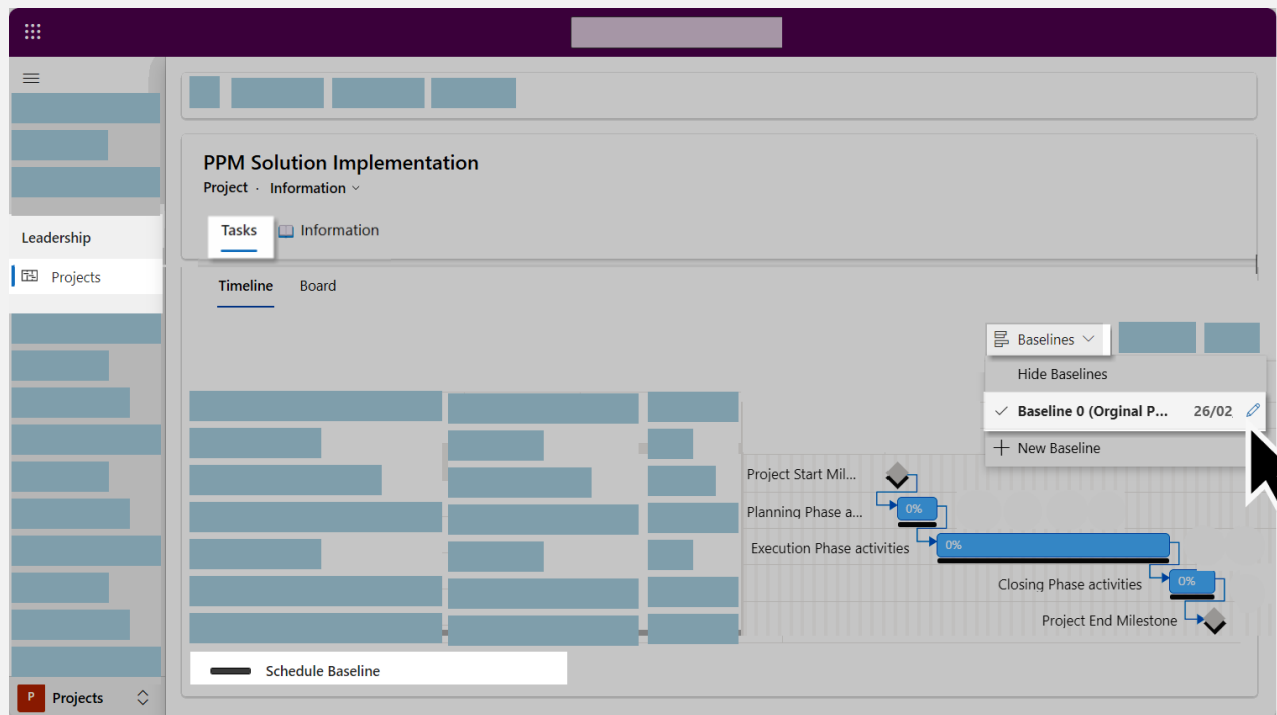 PPM Solution Implementation
Project · Information
Tasks Information
Leadership
Projects
Timeline Board
Baselines
Hide Baselines
Baseline 0 (Orginal P... 26/02
New Baseline
Project Start Mil...
Planning Phase a... 0%
Execution Phase activities 0%
Closing Phase activities 0%
Project End Milestone
Schedule Baseline
P Projects